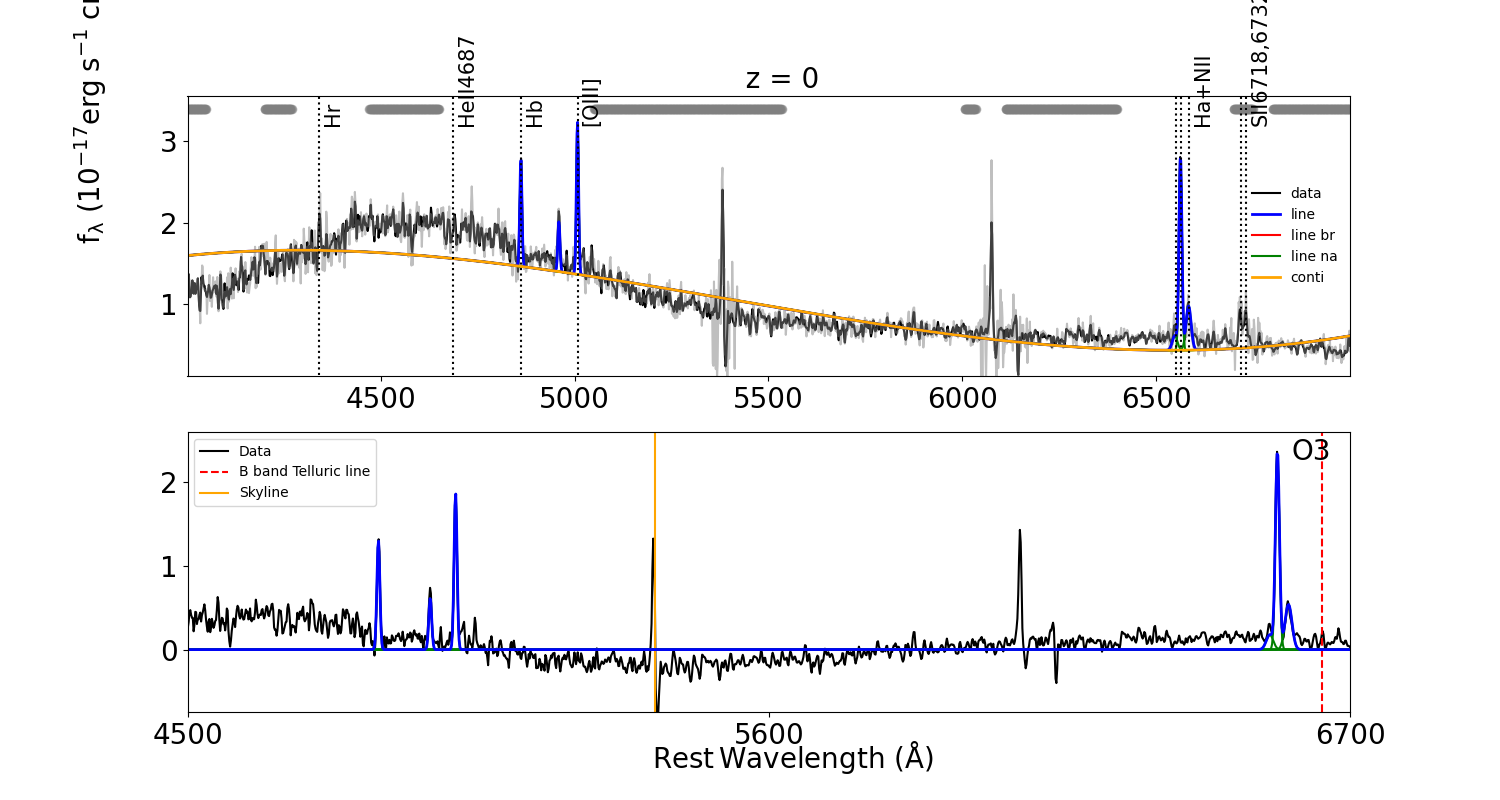 z = 0
f_λ (10^−17 erg s^−1 c
Hr
HeII4687
Hb
[OIII]
Ha+NII
SII6718,6732
3
2
1
data
line
line br
line na
conti
4500
5000
5500
6000
6500
Data
B band Telluric line
Skyline
O3
2
1
0
4500
5600
6700
Rest Wavelength (Å)